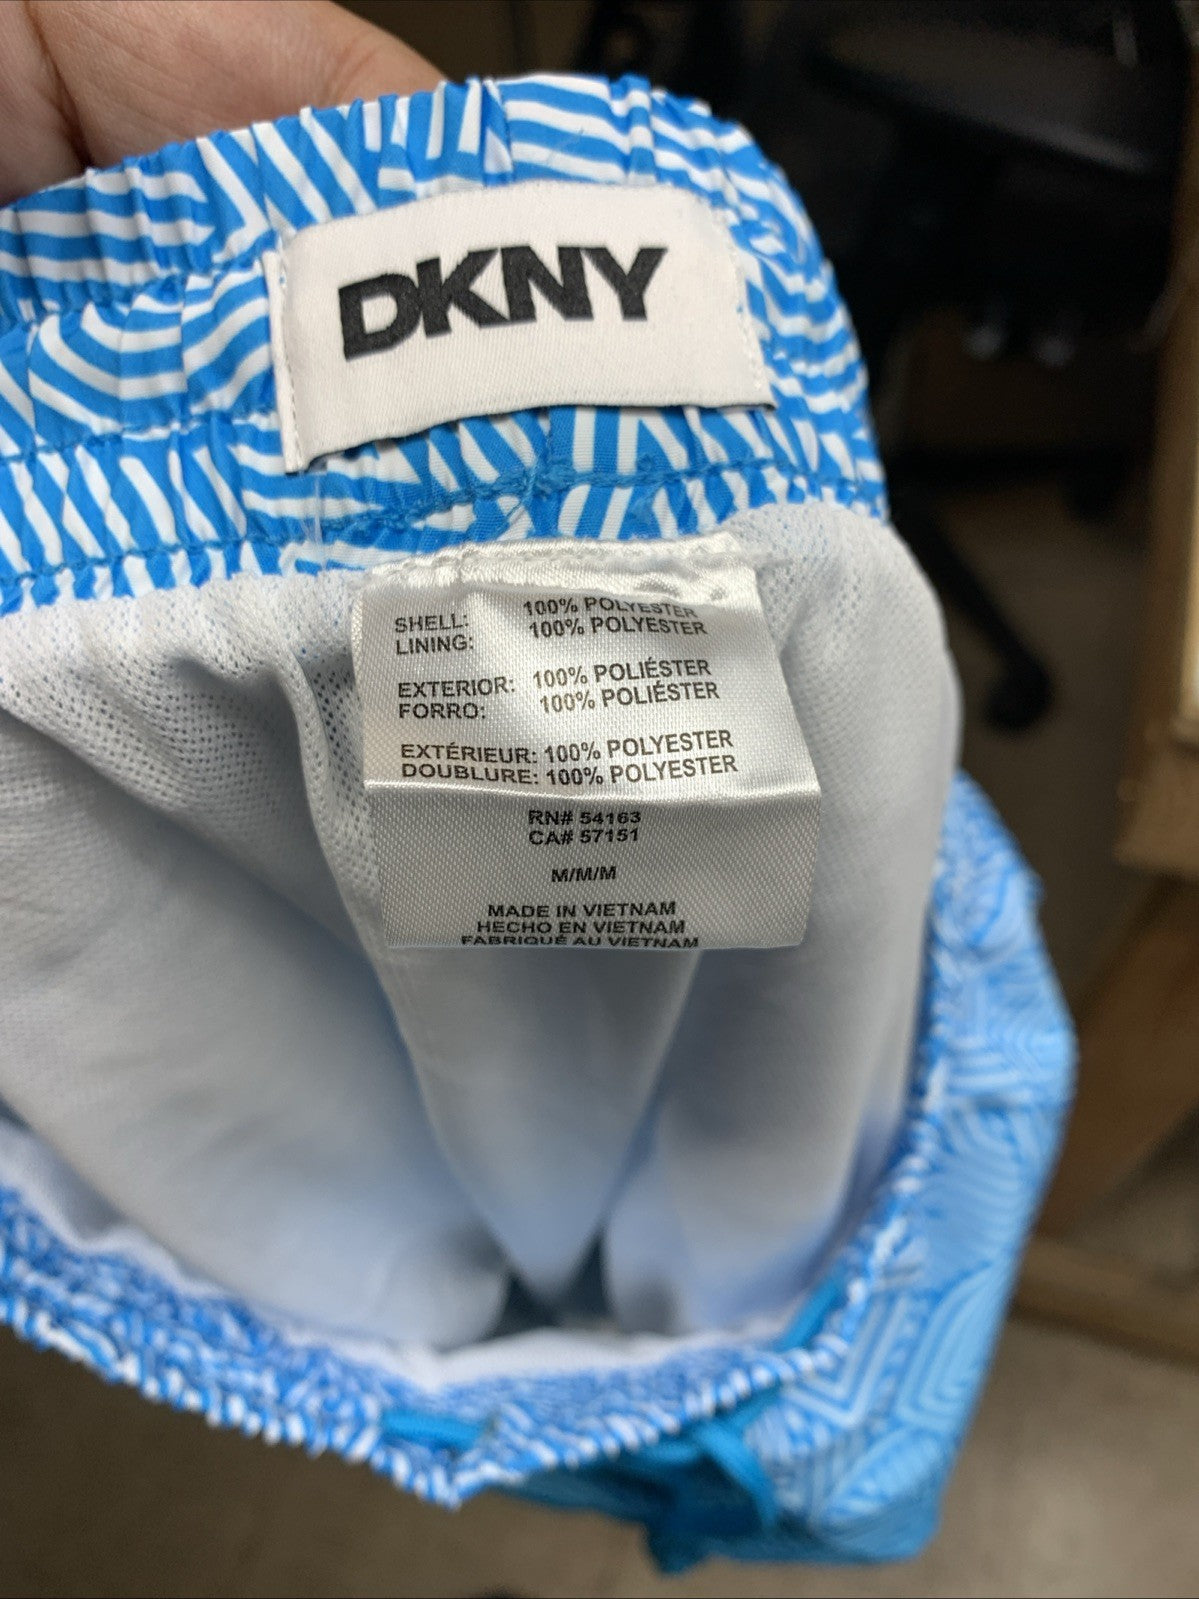 DKNY
SHELL: 100% POLYESTER
LINING: 100% POLYESTER
EXTERIOR: 100% POLIÉSTER
FORRO: 100% POLIÉSTER
EXTÉRIEUR: 100% POLYESTER
DOUBLURE: 100% POLYESTER
RN# 54163
CA# 57151
M/M/M
MADE IN VIETNAM
HECHO EN VIETNAM
FABRIQUÉ AU VIETNAM